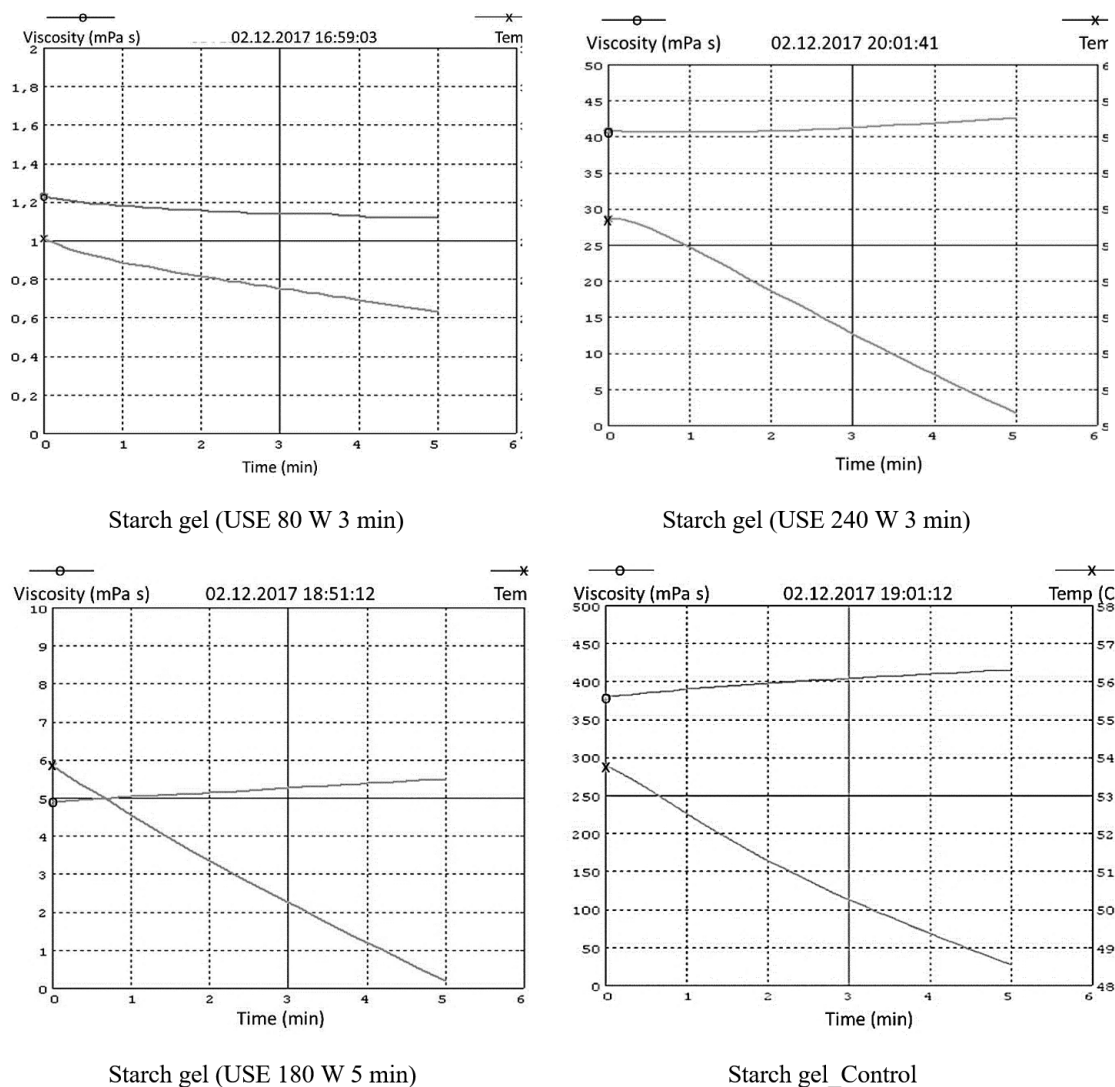 Viscosity (mPa s) 02.12.2017 16:59:03 Tem
2
1,8
1,6
1,4
1,2
1
0,8
0,6
0,4
0,2
0
0 1 2 3 4 5 6
Time (min)
Starch gel (USE 80 W 3 min)
Viscosity (mPa s) 02.12.2017 20:01:41 Tem
50
45
40
35
30
25
20
15
10
5
0
0 1 2 3 4 5 6
Time (min)
Starch gel (USE 240 W 3 min)
Viscosity (mPa s) 02.12.2017 18:51:12 Tem
10
9
8
7
6
5
4
3
2
1
0
0 1 2 3 4 5 6
Time (min)
Starch gel (USE 180 W 5 min)
Viscosity (mPa s) 02.12.2017 19:01:12 Temp (C
500 58
450 57
400 56
350 55
300 54
250 53
200 52
150 51
100 50
50 49
0 48
0 1 2 3 4 5 6
Time (min)
Starch gel_Control